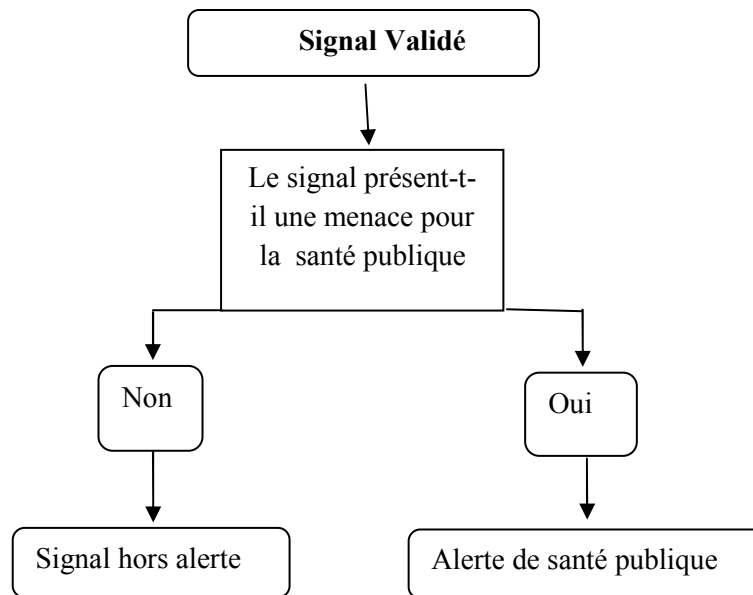 Signal Validé
Le signal présent-t-
il une menace pour
la santé publique
Non
Oui
Signal hors alerte
Alerte de santé publique